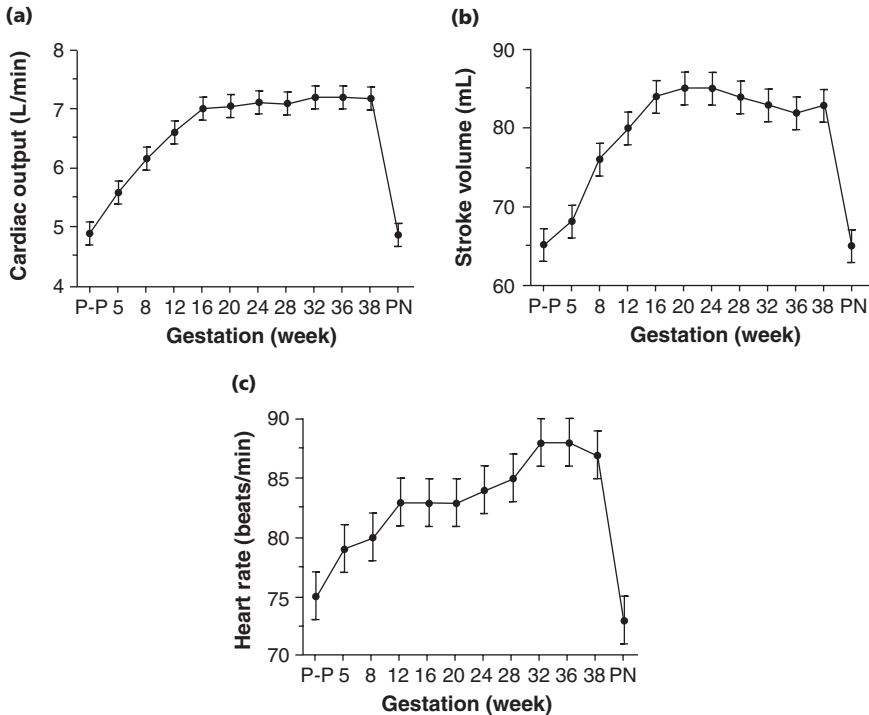 (a)
Cardiac output (L/min)
8
7
6
5
4
P-P 5 8 12 16 20 24 28 32 36 38 PN
Gestation (week)
(b)
Stroke volume (mL)
90
80
70
60
P-P 5 8 12 16 20 24 28 32 36 38 PN
Gestation (week)
(c)
Heart rate (beats/min)
90
85
80
75
70
P-P 5 8 12 16 20 24 28 32 36 38 PN
Gestation (week)